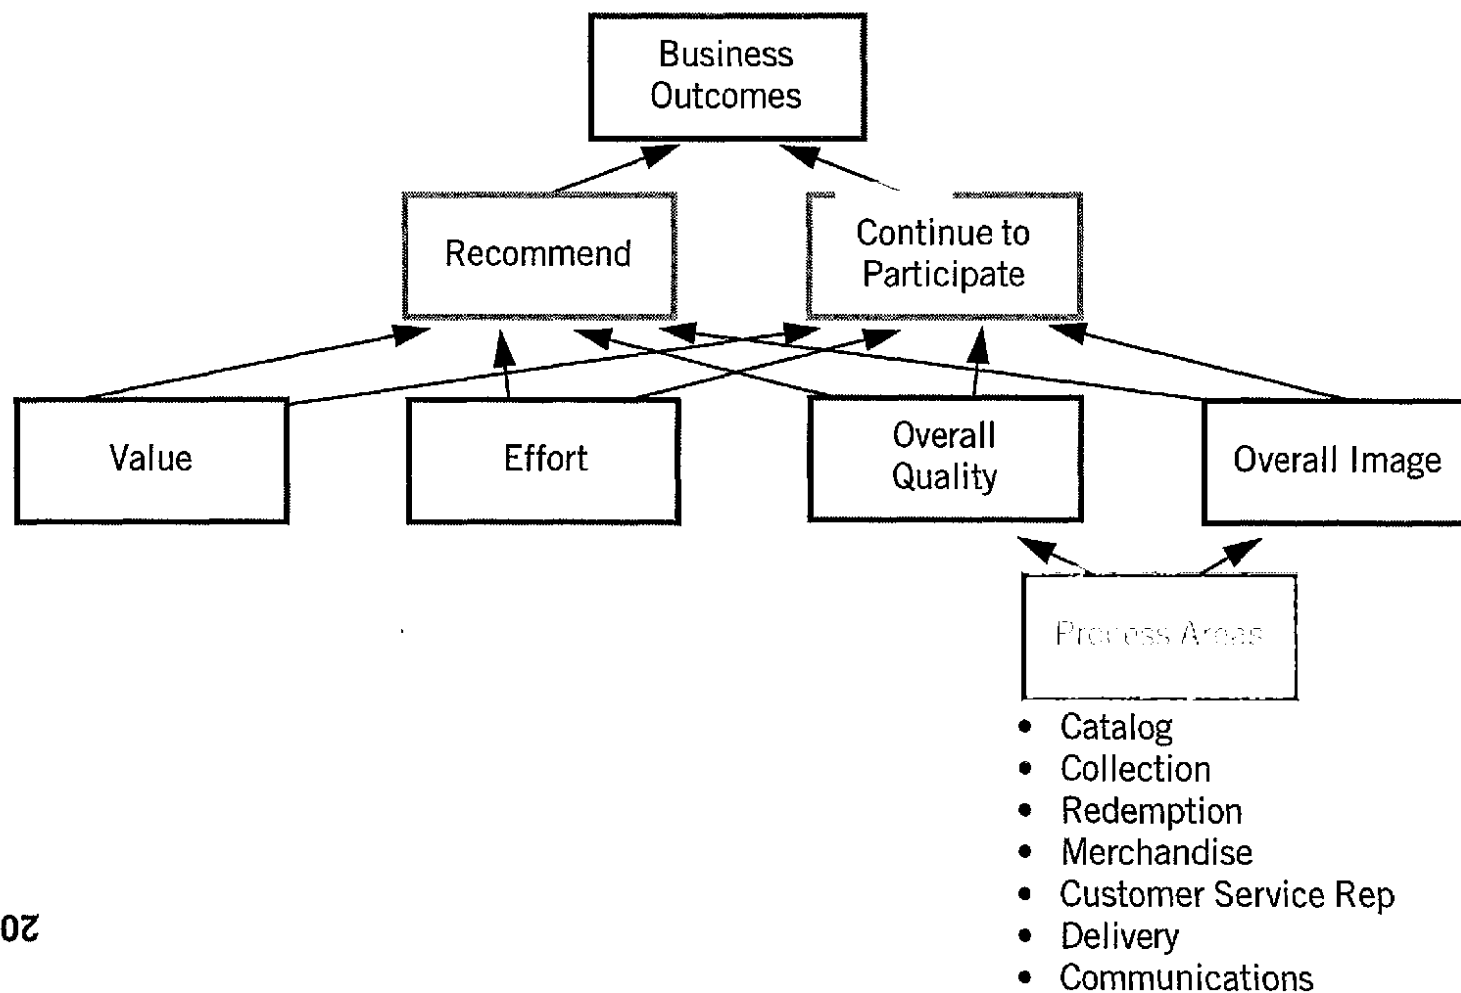 Business
Outcomes
Recommend
Continue to
Participate
Value
Effort
Overall
Quality
Overall Image
Process Areas
• Catalog
• Collection
• Redemption
• Merchandise
• Customer Service Rep
• Delivery
• Communications
20